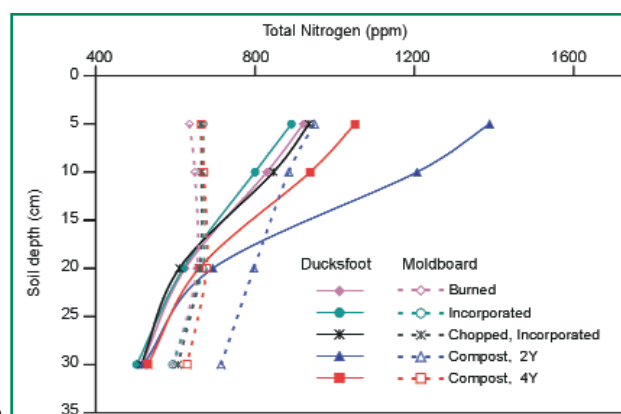 Total Nitrogen (ppm)
400 800 1200 1600
0
5
10
15
20
25
30
35
Soil depth (cm)
Ducksfoot Moldboard
Burned
Incorporated
Chopped, Incorporated
Compost, 2Y
Compost, 4Y